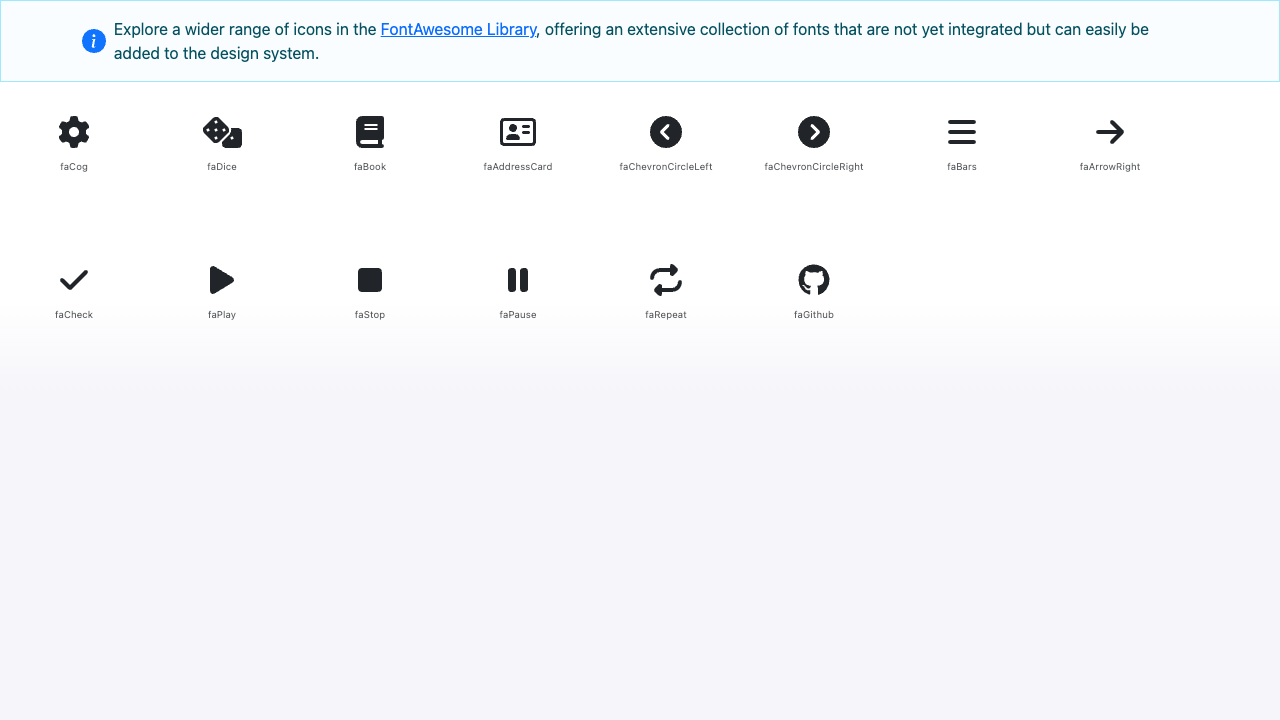 Explore a wider range of icons in the FontAwesome Library, offering an extensive collection of fonts that are not yet integrated but can easily be
added to the design system.
faCog faDice faBook faAddressCard faChevronCircleLeft faChevronCircleRight faBars faArrowRight
faCheck faPlay faStop faPause faRepeat faGithub